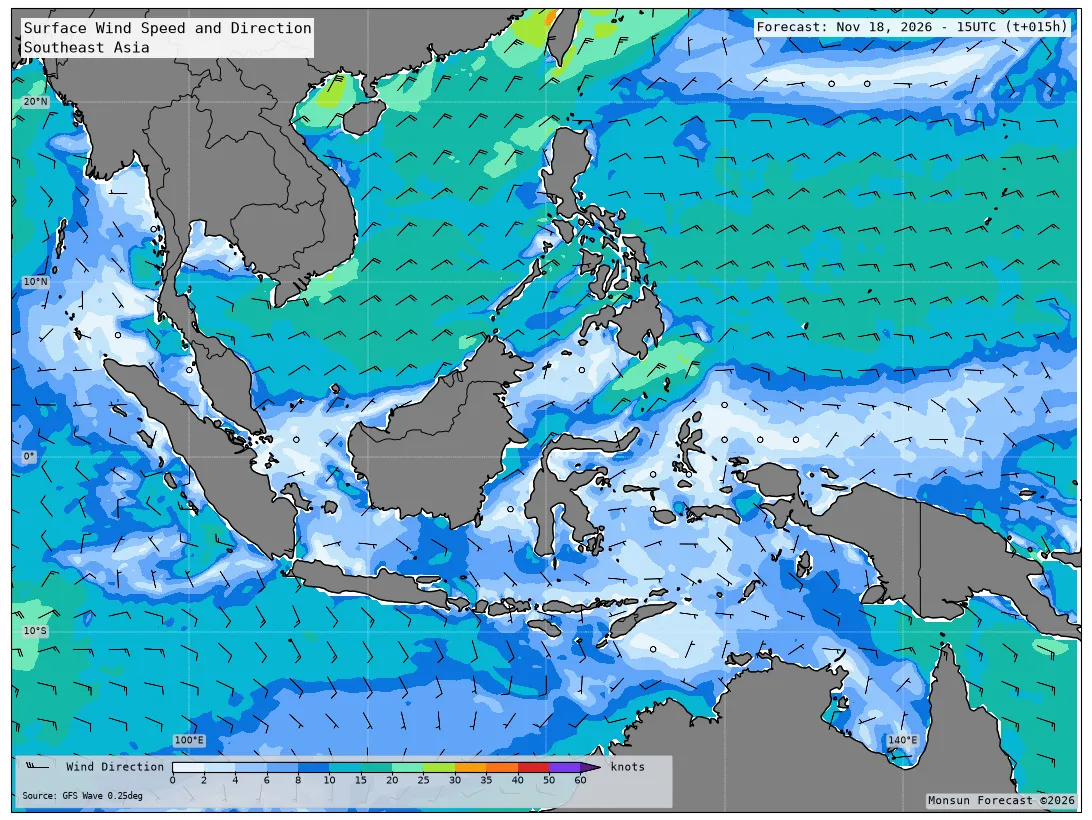 Surface Wind Speed and Direction
Southeast Asia
Forecast: Nov 18, 2026 - 15UTC (t+015h)
20°N
10°N
0°
10°S
100°E
140°E
Wind Direction
knots
0 2 4 6 8 10 15 20 25 30 35 40 50 60
Source: GFS Wave 0.25deg
Monsun Forecast ©2026